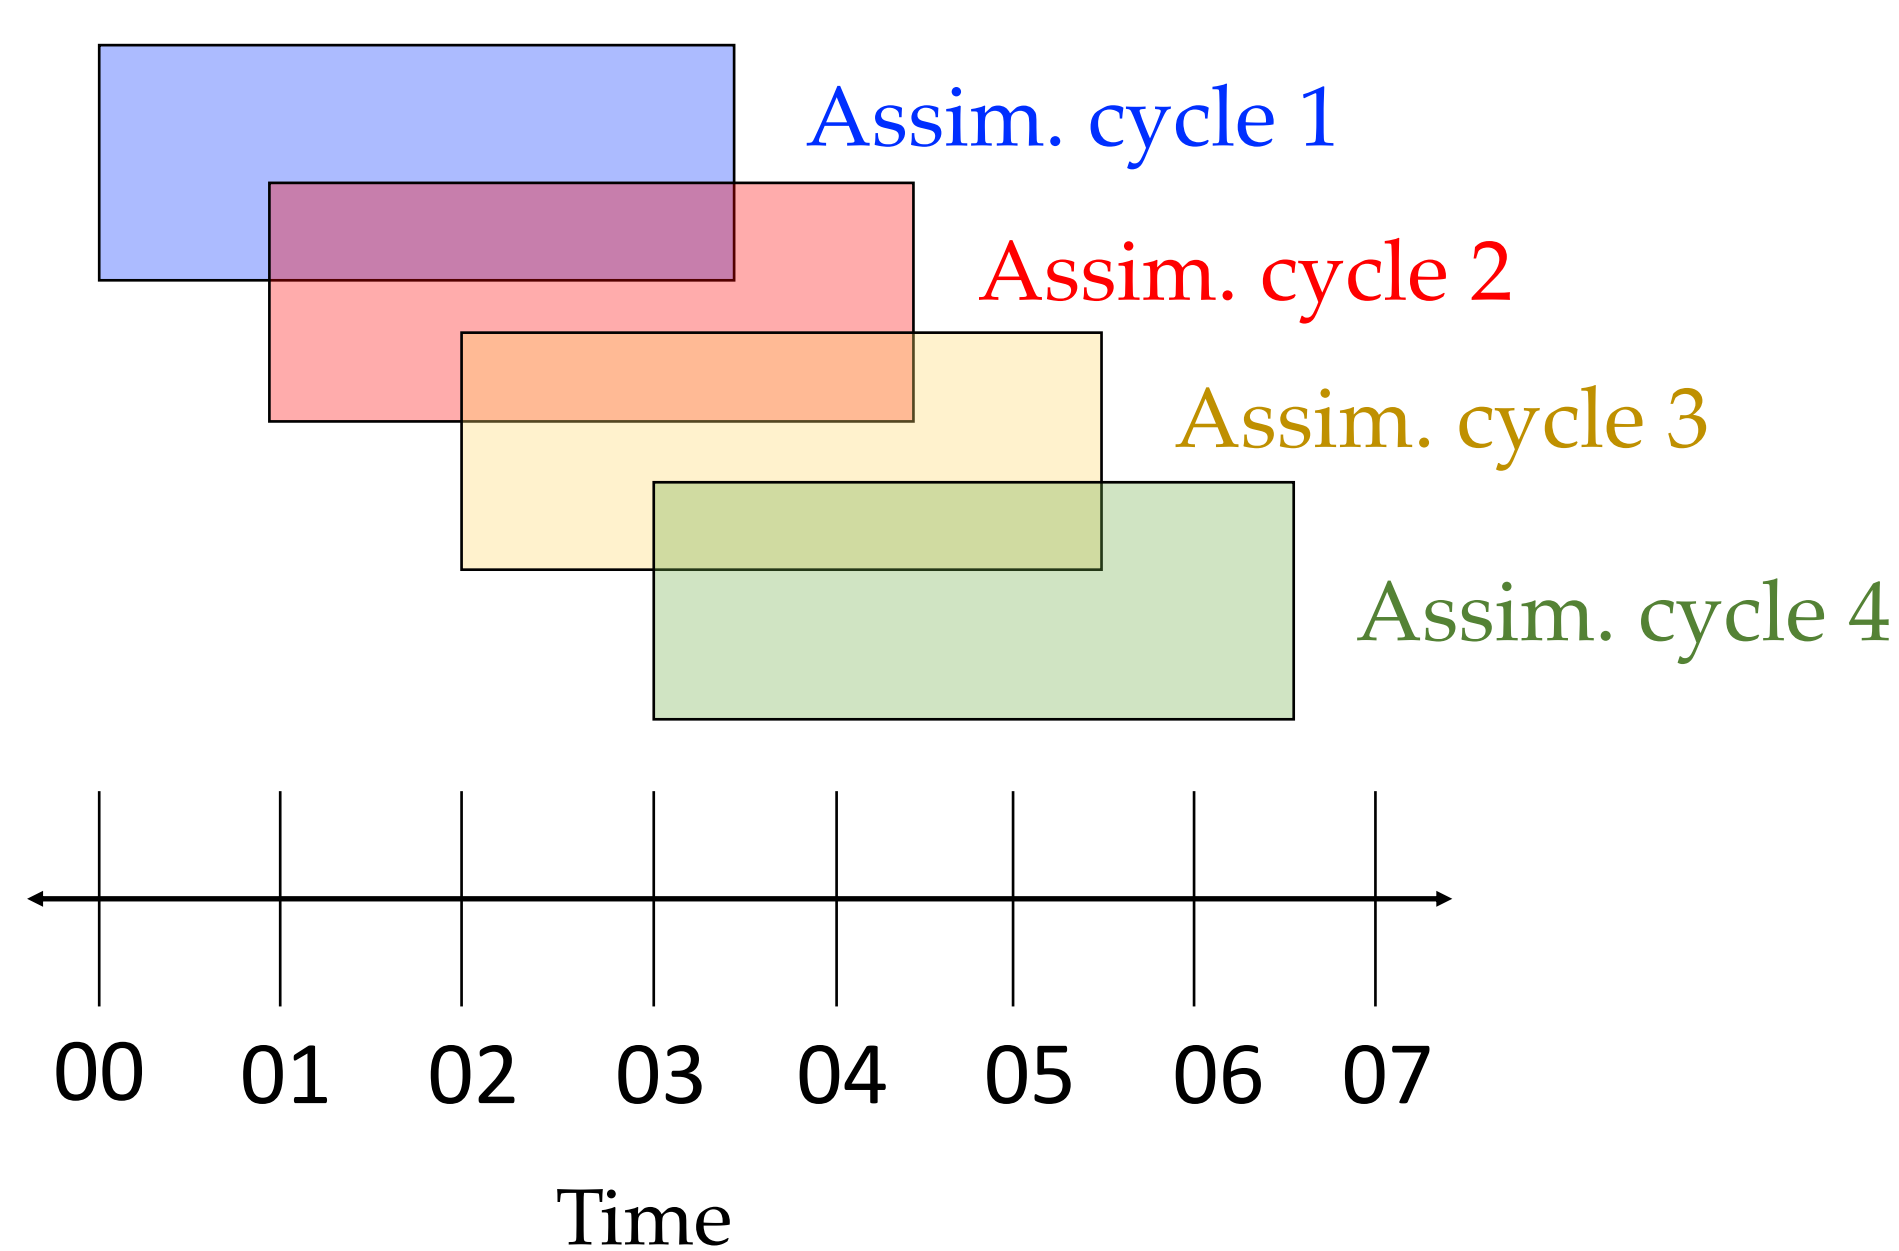 Assim. cycle 1
Assim. cycle 2
Assim. cycle 3
Assim. cycle 4
00 01 02 03 04 05 06 07
Time